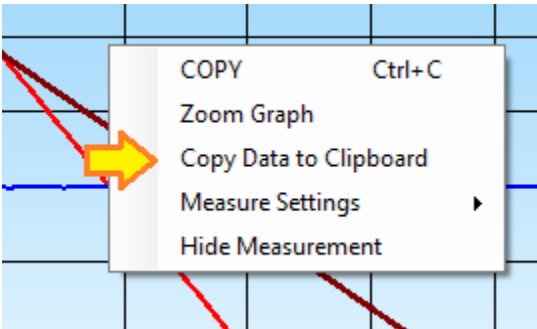 COPY Ctrl+C
Zoom Graph
Copy Data to Clipboard
Measure Settings
Hide Measurement